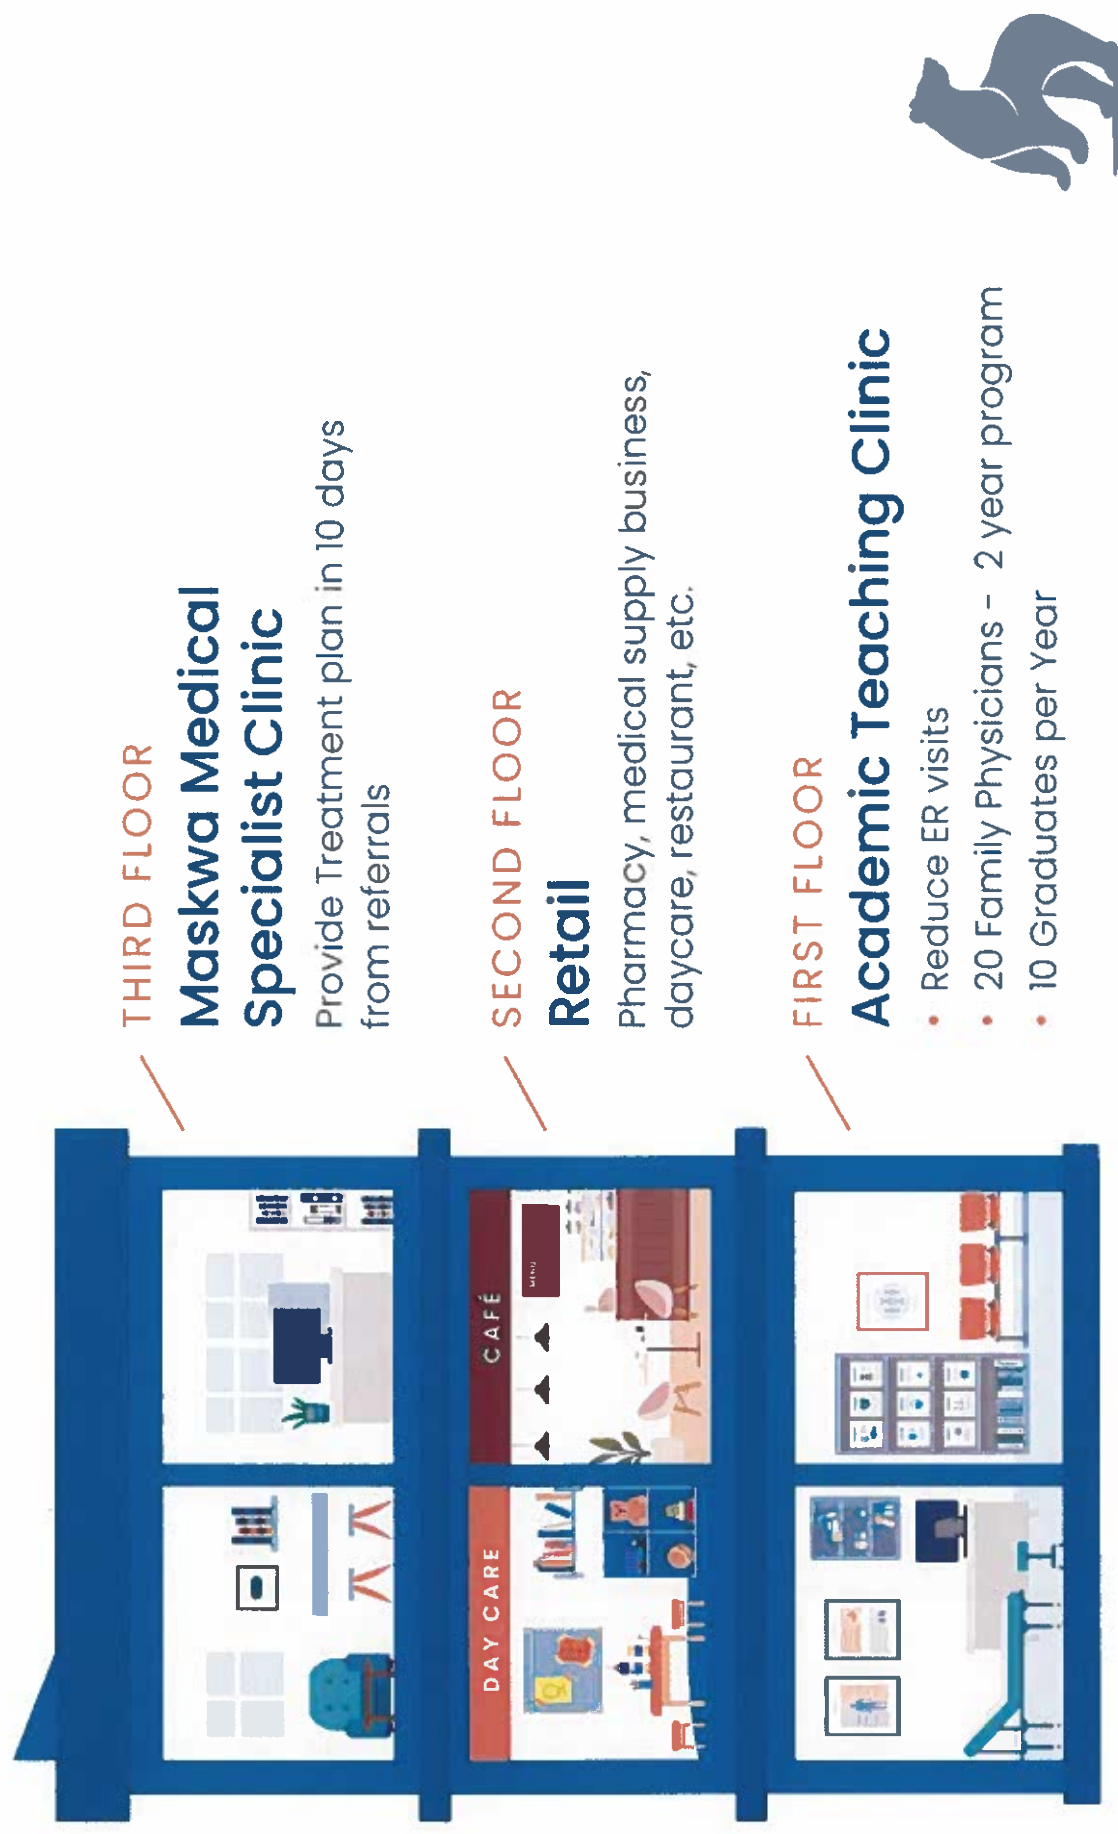 THIRD FLOOR
Maskwa Medical
Specialist Clinic
Provide Treatment plan in 10 days
from referrals
SECOND FLOOR
Retail
Pharmacy, medical supply business,
daycare, restaurant, etc.
FIRST FLOOR
Academic Teaching Clinic
• Reduce ER visits
• 20 Family Physicians – 2 year program
• 10 Graduates per Year
DAY CARE
CAFÉ
MENU